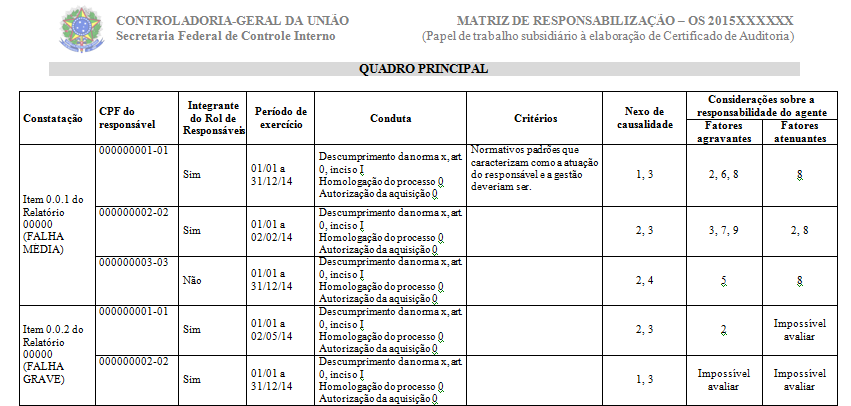 CONTROLADORIA-GERAL DA UNIÃO
Secretaria Federal de Controle Interno
MATRIZ DE RESPONSABILIZAÇÃO – OS 2015XXXXXX
(Papel de trabalho subsidiário à elaboração de Certificado de Auditoria)
QUADRO PRINCIPAL
Constatação
CPF do
responsável
Integrante
do Rol de
Responsáveis
Período de
exercício
Conduta
Critérios
Nexo de
causalidade
Considerações sobre a
responsabilidade do agente
Fatores
agravantes
Fatores
atenuantes
Item 0.0.1 do
Relatório
00000
(FALHA
MEDIA)
000000001-01
Sim
01/01 a
31/12/14
Descumprimento da norma x, art
0, inciso I
Homologação do processo 0
Autorização da aquisição 0
Normativos padrões que
caracterizam como a atuação
do responsável e a gestão
deveriam ser.
1, 3
2, 6, 8
8
000000002-02
Sim
01/01 a
02/02/14
Descumprimento da norma x, art
0, inciso I
Homologação do processo 0
Autorização da aquisição 0
2, 3
3, 7, 9
2, 8
000000003-03
Não
01/01 a
31/12/14
Descumprimento da norma x, art
0, inciso I
Homologação do processo 0
Autorização da aquisição 0
2, 4
5
8
Item 0.0.2 do
Relatório
00000
(FALHA
GRAVE)
000000001-01
Sim
01/01 a
02/05/14
Descumprimento da norma x, art
0, inciso I
Homologação do processo 0
Autorização da aquisição 0
2, 3
2
Impossível
avaliar
000000002-02
Sim
01/01 a
31/12/14
Descumprimento da norma x, art
0, inciso I
Homologação do processo 0
Autorização da aquisição 0
1, 3
Impossível
avaliar
Impossível
avaliar